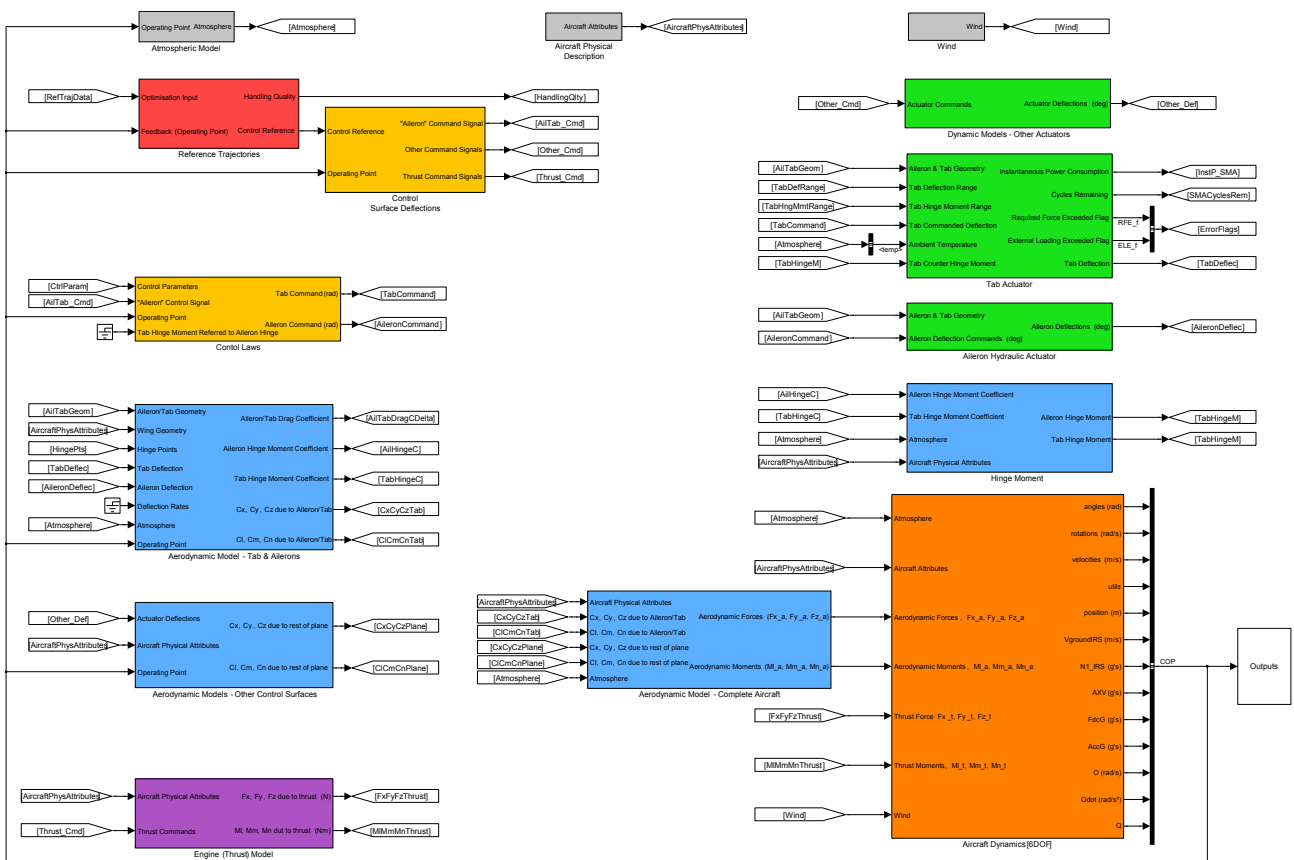 Operating Point
Atmosphere
[Atmosphere]
Atmospheric Model
Aircraft Attributes
[AircraftPhysAttributes]
Aircraft Physical
Description
[Wind]
Wind
[RefTrajData]
Optimisation Input
Handling Quality
[HandlingQlty]
Feedback (Operating Point)
Control Reference
Reference Trajectories
Control Reference
"Aileron" Command Signal
[AilTab_Cmd]
Other Command Signals
[Other_Cmd]
Operating Point
Thrust Command Signals
[Thrust_Cmd]
Control
Surface Deflections
[Other_Cmd]
Actuator Commands
Actuator Deflections (deg)
[Other_Def]
Dynamic Models - Other Actuators
[AilTabGeom]
Aileron & Tab Geometry
Instantaneous Power Consumption
[InstP_SMA]
[TabDefRange]
Tab Deflection Range
Cycles Remaining
[SMACyclesRem]
[TabHngMmtRange]
Tab Hinge Moment Range
Required Force Exceeded Flag
RFE_f
[TabCommand]
Tab Commanded Deflection
[ErrorFlags]
[Atmosphere]
<temp>
Ambient Temperature
External Loading Exceeded Flag
ELE_f
[TabHingeM]
Tab Counter Hinge Moment
Tab Deflection
[TabDeflec]
Tab Actuator
[CtrlParam]
Control Parameters
Tab Command (rad)
[TabCommand]
[AilTab_Cmd]
"Aileron" Control Signal
Operating Point
Aileron Command (rad)
[AileronCommand]
Tab Hinge Moment Referred to Aileron Hinge
Contol Laws
[AilTabGeom]
Aileron & Tab Geometry
Aileron Deflections (deg)
[AileronDeflec]
[AileronCommand]
Aileron Deflection Commands (deg)
Aileron Hydraulic Actuator
[AilTabGeom]
Aileron/Tab Geometry
Aileron/Tab Drag Coefficient
[AilTabDragCDelta]
[AircraftPhysAttributes]
Wing Geometry
[HingePts]
Hinge Points
Aileron Hinge Moment Coefficient
[AilHingeC]
[TabDeflec]
Tab Deflection
[AileronDeflec]
Aileron Deflection
Tab Hinge Moment Coefficient
[TabHingeC]
Deflection Rates
Cx, Cy , Cz due to Aileron/Tab
[CxCyCzTab]
[Atmosphere]
Atmosphere
Operating Point
Cl, Cm, Cn due to Aileron/Tab
[ClCmCnTab]
Aerodynamic Model - Tab & Ailerons
[AilHingeC]
Aileron Hinge Moment Coefficient
[TabHingeC]
Tab Hinge Moment Coefficient
Aileron Hinge Moment
[TabHingeM]
[Atmosphere]
Atmosphere
Tab Hinge Moment
[TabHingeM]
[AircraftPhysAttributes]
Aircraft Physical Attributes
Hinge Moment
[Other_Def]
Actuator Deflections
Cx, Cy , Cz due to rest of plane
[CxCyCzPlane]
[AircraftPhysAttributes]
Aircraft Physical Attributes
Operating Point
Cl, Cm, Cn due to rest of plane
[ClCmCnPlane]
Aerodynamic Models - Other Control Surfaces
[AircraftPhysAttributes]
Aircraft Physical Attributes
[CxCyCzTab]
Cx, Cy, Cz due to Aileron/Tab
[ClCmCnTab]
Cl, Cm, Cn due to Aileron/Tab
[CxCyCzPlane]
Cx, Cy, Cz due to rest of plane
[ClCmCnPlane]
Cl, Cm, Cn due to rest of plane
[Atmosphere]
Atmosphere
Aerodynamic Forces (Fx_a, Fy _a, Fz_a)
Aerodynamic Moments (Ml_a, Mm_a, Mn_a)
Aerodynamic Model - Complete Aircraft
[Atmosphere]
Atmosphere
[AircraftPhysAttributes]
Aircraft Attributes
Aerodynamic Forces , Fx_a, Fy _a, Fz_a
Aerodynamic Moments , Ml_a, Mm_a, Mn_a
[FxFyFzThrust]
Thrust Force Fx _t, Fy _t, Fz_t
[MlMmMnThrust]
Thrust Moments, Ml_t, Mm_t, Mn_t
[Wind]
Wind
angles (rad)
rotations (rad/s)
velocities (m/s)
utils
position (m)
VgroundIRS (m/s)
N1_IRS (g's)
AXV (g's)
FdcG (g's)
AccG (g's)
O (rad/s)
Odot (rad/s²)
Q
COP
Outputs
Aircraft Dynamics [6DOF]
[AircraftPhysAttributes]
Aircraft Physical Attributes
Fx, Fy , Fz due to thrust (N)
[FxFyFzThrust]
[Thrust_Cmd]
Thrust Commands
Ml, Mm, Mn dut to thrust (Nm)
[MlMmMnThrust]
Engine (Thrust) Model